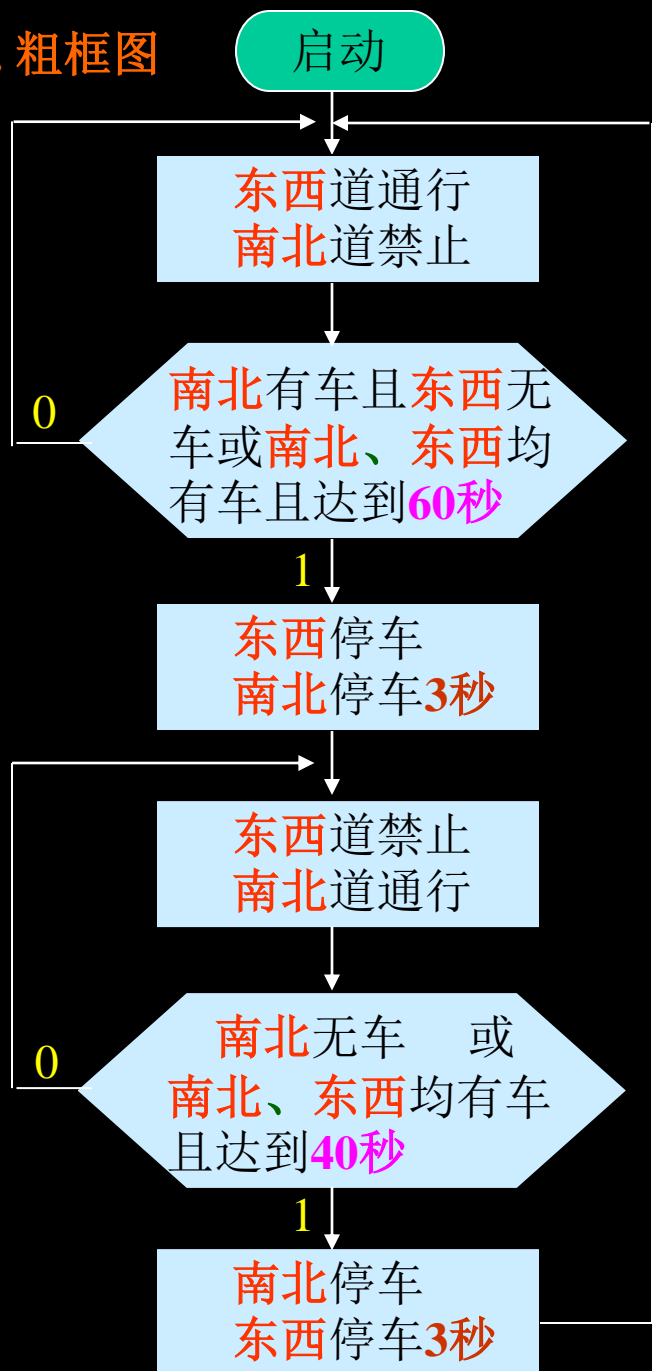 粗框图
启动
东西道通行
南北道禁止
南北有车且东西无
车或南北、东西均
有车且达到60秒
0
1
东西停车
南北停车3秒
东西道禁止
南北道通行
南北无车 或
南北、东西均有车
且达到40秒
0
1
南北停车
东西停车3秒